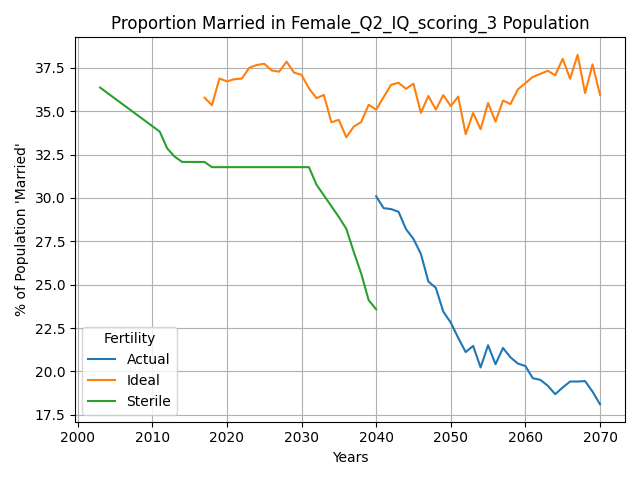 Proportion Married in Female_Q2_IQ_scoring_3 Population
% of Population 'Married'
37.5
35.0
32.5
30.0
27.5
25.0
22.5
20.0
17.5
Fertility
Actual
Ideal
Sterile
2000 2010 2020 2030 2040 2050 2060 2070
Years